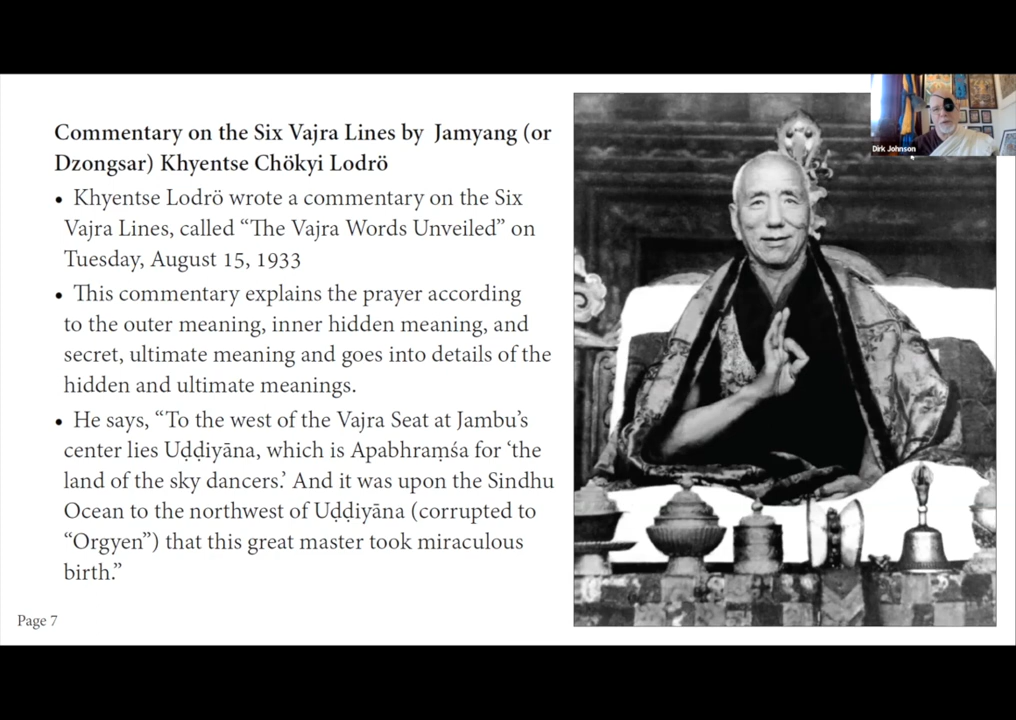 Commentary on the Six Vajra Lines by Jamyang (or
Dzongsar) Khyentse Chökyi Lodrö
• Khyentse Lodrö wrote a commentary on the Six
Vajra Lines, called “The Vajra Words Unveiled” on
Tuesday, August 15, 1933
• This commentary explains the prayer according
to the outer meaning, inner hidden meaning, and
secret, ultimate meaning and goes into details of the
hidden and ultimate meanings.
• He says, “To the west of the Vajra Seat at Jambu’s
center lies Uḍḍiyāna, which is Apabhraṃśa for ‘the
land of the sky dancers.’ And it was upon the Sindhu
Ocean to the northwest of Uḍḍiyāna (corrupted to
“Orgyen”) that this great master took miraculous
birth.”
Page 7
Dirk Johnson